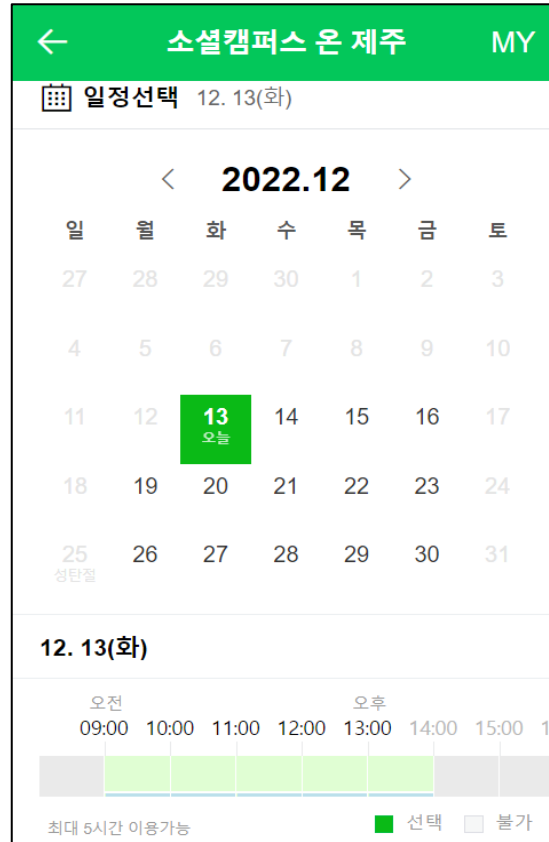 ← 소셜캠퍼스 온 제주 MY
일정선택 12. 13(화)
< 2022.12 >
일 월 화 수 목 금 토
27 28 29 30 1 2 3
4 5 6 7 8 9 10
11 12 13 14 15 16 17
오늘
18 19 20 21 22 23 24
25 26 27 28 29 30 31
성탄절
12. 13(화)
오전 오후
09:00 10:00 11:00 12:00 13:00 14:00 15:00 1
최대 5시간 이용가능 선택 불가